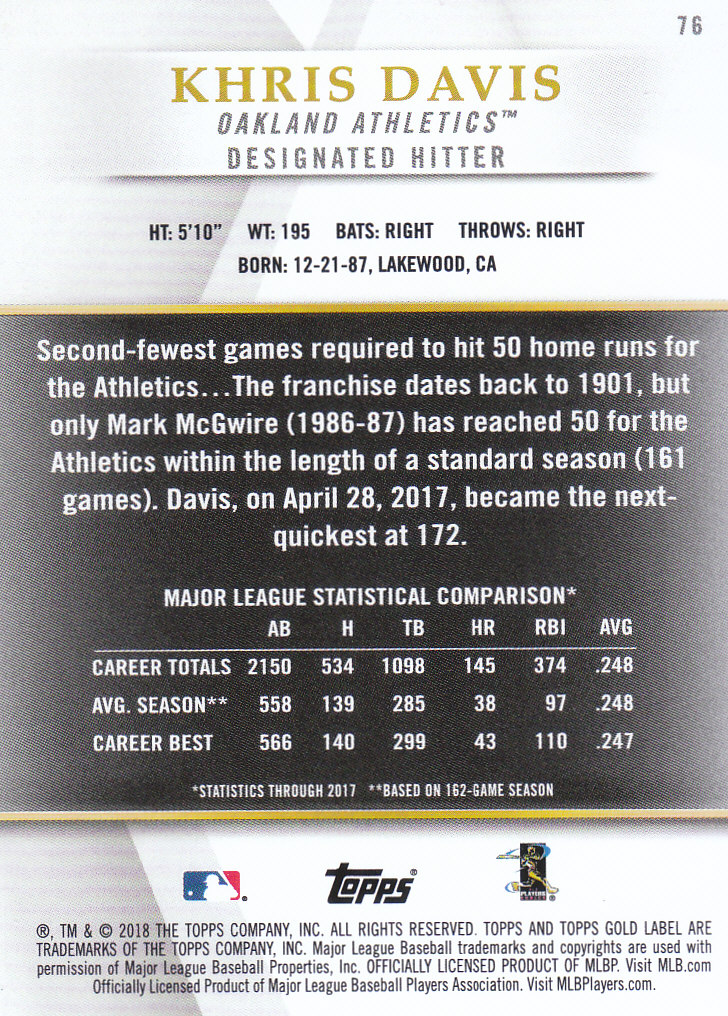 76
KHRIS DAVIS
OAKLAND ATHLETICS™
DESIGNATED HITTER
HT: 5'10" WT: 195 BATS: RIGHT THROWS: RIGHT
BORN: 12-21-87, LAKEWOOD, CA
Second-fewest games required to hit 50 home runs for
the Athletics...The franchise dates back to 1901, but
only Mark McGwire (1986-87) has reached 50 for the
Athletics within the length of a standard season (161
games). Davis, on April 28, 2017, became the next-
quickest at 172.
MAJOR LEAGUE STATISTICAL COMPARISON*
AB H TB HR RBI AVG
CAREER TOTALS 2150 534 1098 145 374 .248
AVG. SEASON** 558 139 285 38 97 .248
CAREER BEST 566 140 299 43 110 .247
*STATISTICS THROUGH 2017 **BASED ON 162-GAME SEASON
®
Topps®
PLAYERS CHOICE ®
®, TM & © 2018 THE TOPPS COMPANY, INC. ALL RIGHTS RESERVED. TOPPS AND TOPPS GOLD LABEL ARE
TRADEMARKS OF THE TOPPS COMPANY, INC. Major League Baseball trademarks and copyrights are used with
permission of Major League Baseball Properties, Inc. OFFICIALLY LICENSED PRODUCT OF MLBP. Visit MLB.com
Officially Licensed Product of Major League Baseball Players Association. Visit MLBPlayers.com.